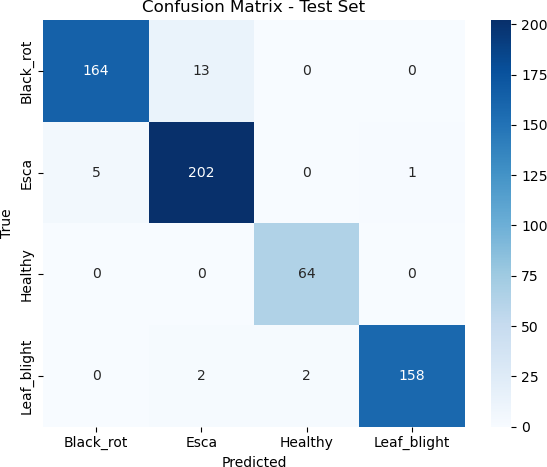 Confusion Matrix - Test Set
Black_rot 164 13 0 0 200
175
Esca 5 202 0 1 150
True 125
100
Healthy 0 0 64 0 75
50
Leaf_blight 0 2 2 158 25
0
Black_rot Esca Healthy Leaf_blight
Predicted